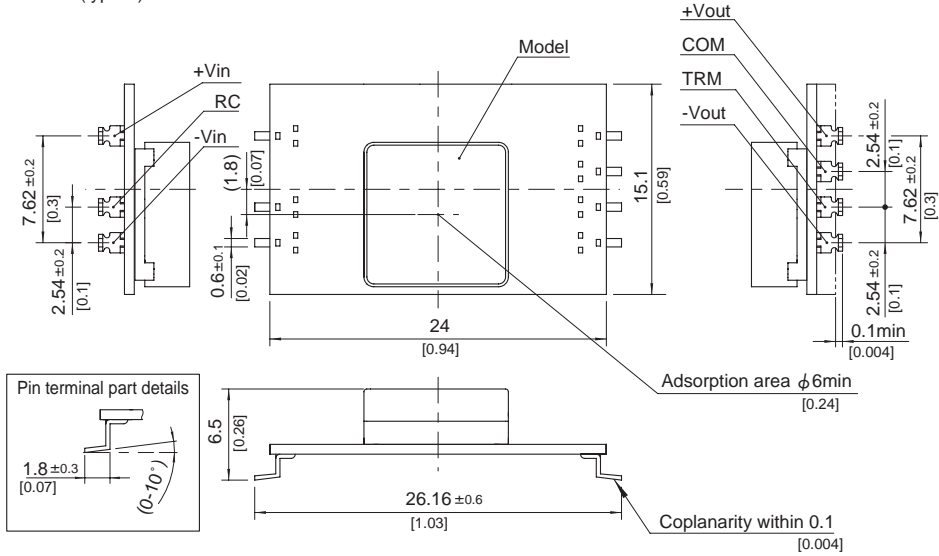 +Vin
RC
-Vin
7.62 ±0.2
[0.3]
2.54 ±0.2
[0.1]
Model
(1.8)
[0.07]
0.6 ±0.1
[0.02]
15.1
[0.59]
24
[0.94]
+Vout
COM
TRM
-Vout
2.54 ±0.2
[0.1]
7.62 ±0.2
[0.3]
2.54 ±0.2
[0.1]
0.1min
[0.004]
Adsorption area ϕ6min
[0.24]
Pin terminal part details
1.8 ±0.3
[0.07]
(0-10°)
6.5
[0.26]
26.16 ±0.6
[1.03]
Coplanarity within 0.1
[0.004]